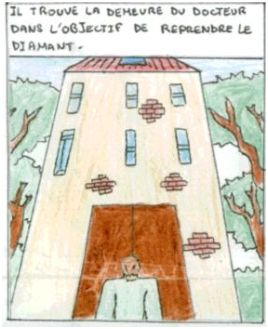 IL TROUVE LA DEMEURE DU DOCTEUR
DANS L'OBJECTIF DE REPRENDRE LE
DIAMANT.